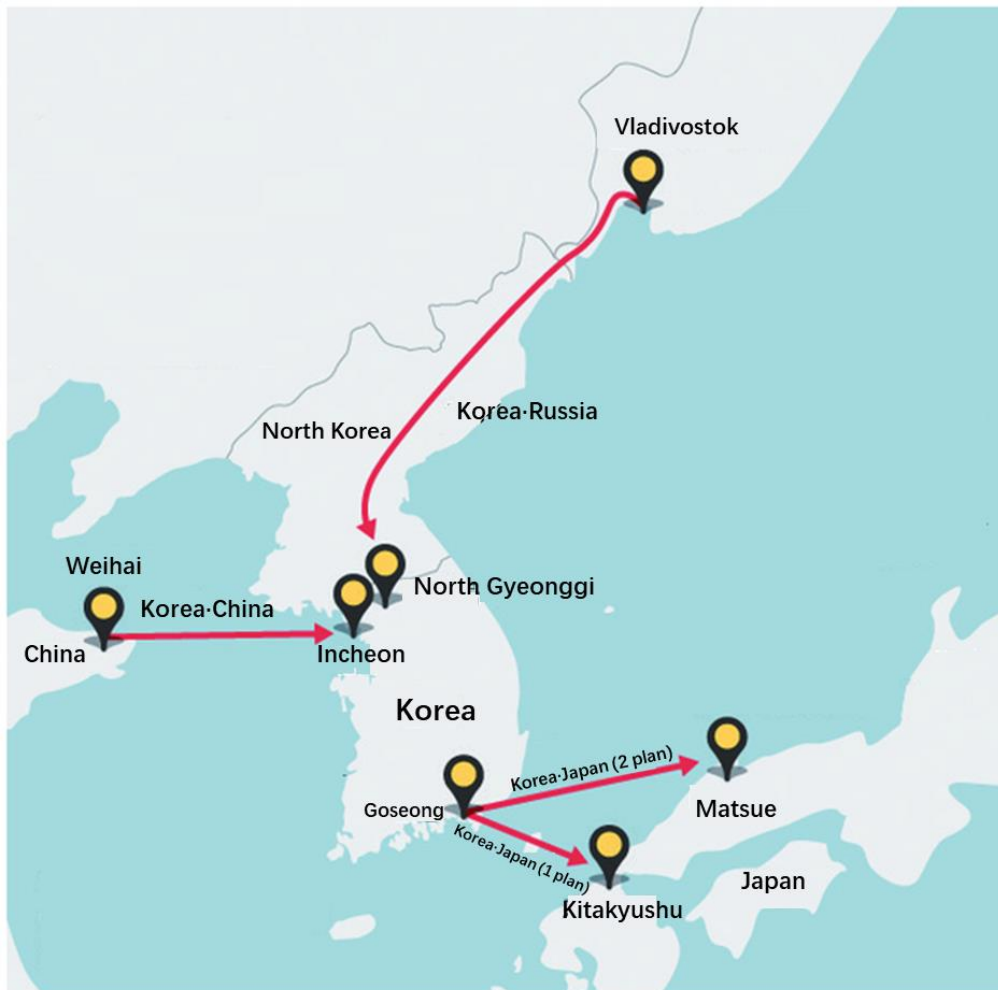 Vladivostok
Korea·Russia
North Korea
Weihai
North Gyeonggi
Korea·China
China
Incheon
Korea
Korea·Japan (2 plan)
Goseong
Matsue
Korea·Japan (1 plan)
Japan
Kitakyushu